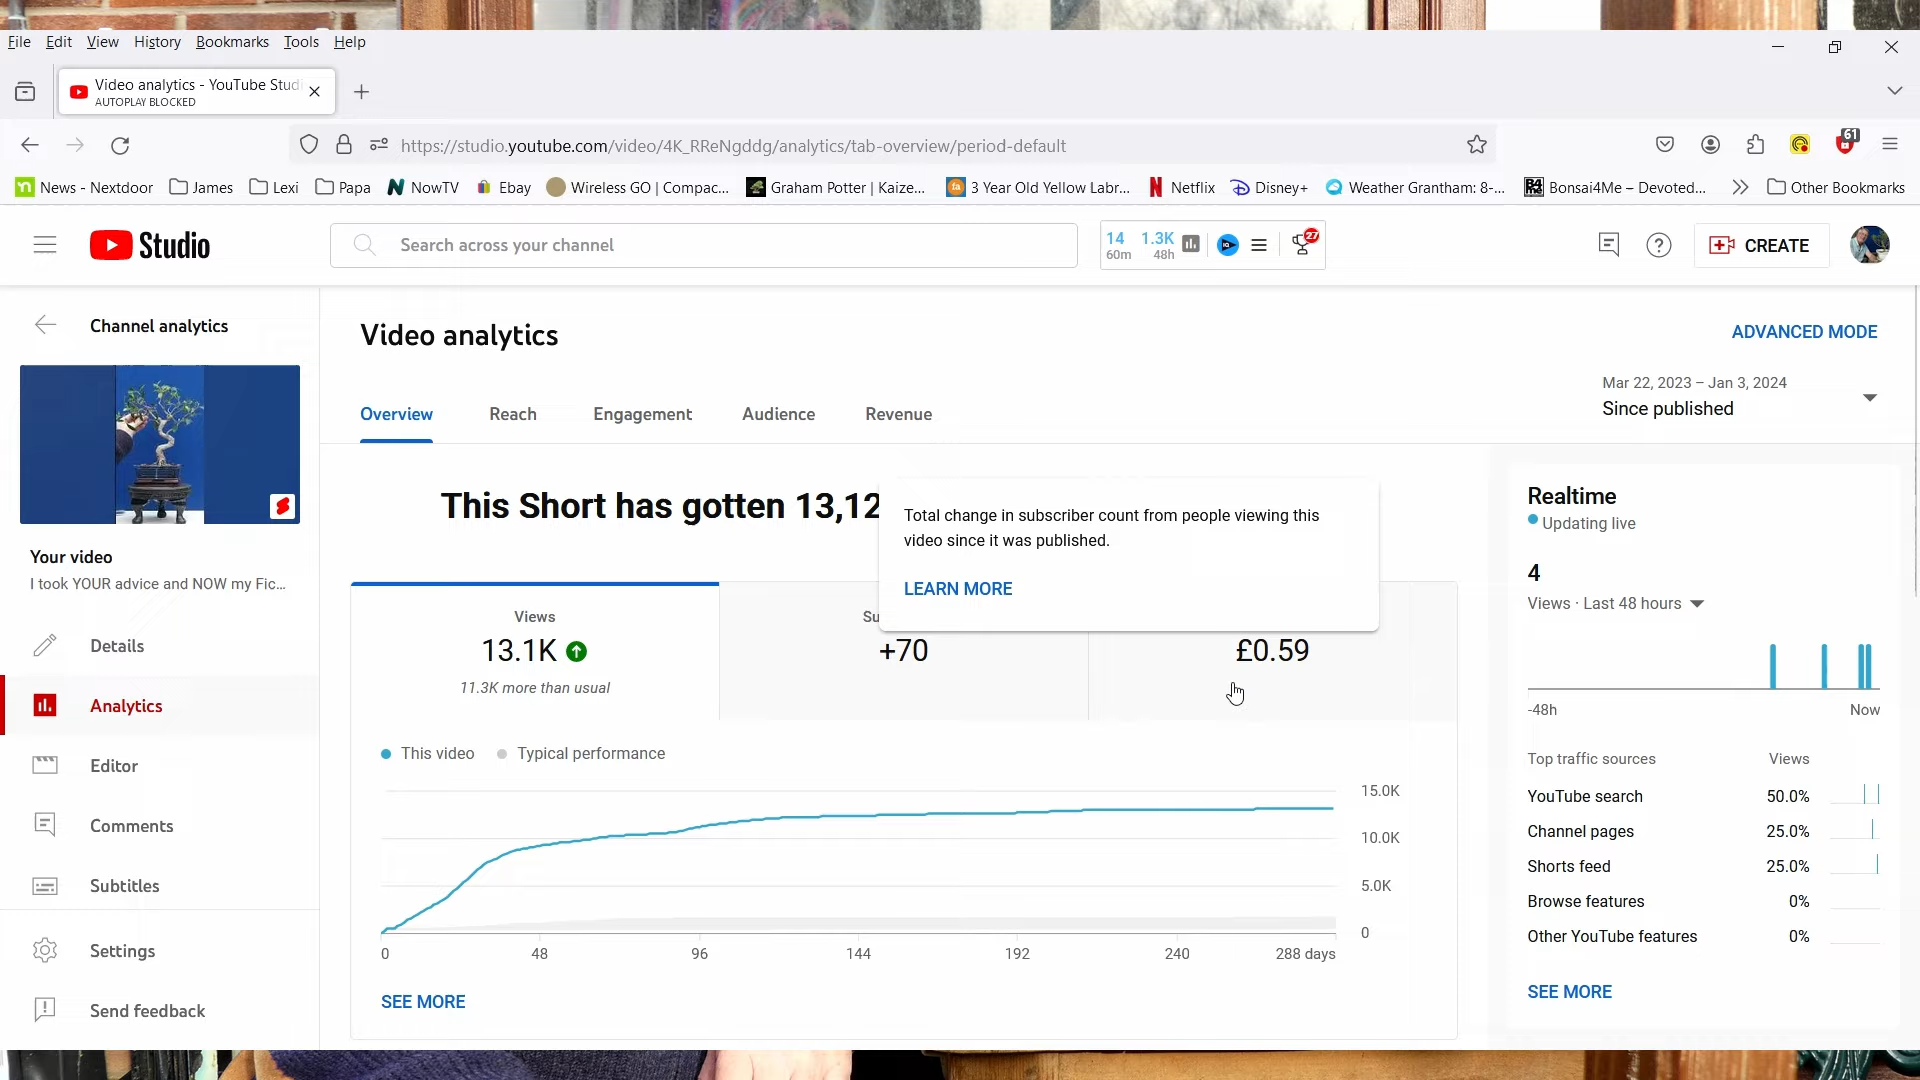 File Edit View History Bookmarks Tools Help
Video analytics - YouTube Studi
AUTOPLAY BLOCKED
https://studio.youtube.com/video/4K_RReNgddg/analytics/tab-overview/period-default
61
News - Nextdoor James Lexi Papa NowTV Ebay Wireless GO | Compac... Graham Potter | Kaize... 3 Year Old Yellow Labr... Netflix Disney+ Weather Grantham: 8-... Bonsai4Me – Devoted... Other Bookmarks
Studio
Search across your channel
14 60m 1.3K 48h 27
CREATE
Channel analytics
Your video
I took YOUR advice and NOW my Fic...
Details
Analytics
Editor
Comments
Subtitles
Settings
Send feedback
Video analytics
ADVANCED MODE
Mar 22, 2023 – Jan 3, 2024
Since published
Overview Reach Engagement Audience Revenue
This Short has gotten 13,12
Total change in subscriber count from people viewing this
video since it was published.
LEARN MORE
Views
13.1K
11.3K more than usual
Su
+70
£0.59
This video Typical performance
15.0K
10.0K
5.0K
0
0 48 96 144 192 240 288 days
SEE MORE
Realtime
Updating live
4
Views · Last 48 hours
-48h Now
Top traffic sources Views
YouTube search 50.0%
Channel pages 25.0%
Shorts feed 25.0%
Browse features 0%
Other YouTube features 0%
SEE MORE